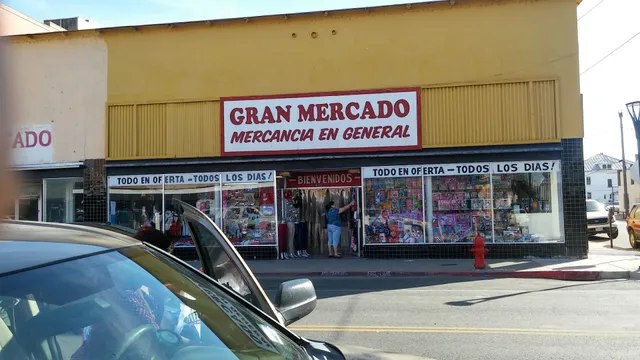 GRAN MERCADO
MERCANCIA EN GENERAL
ADO
TODO EN OFERTA - TODOS LOS DIAS!
BIENVENIDOS
TODO EN OFERTA - TODOS LOS DIAS!